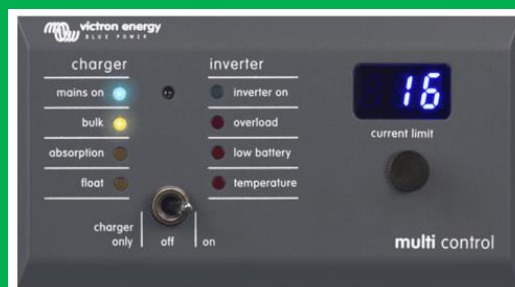 victron energy
BLUE POWER
charger
mains on
bulk
absorption
float
inverter
inverter on
overload
low battery
temperature
16
current limit
charger
only
off
on
multi control